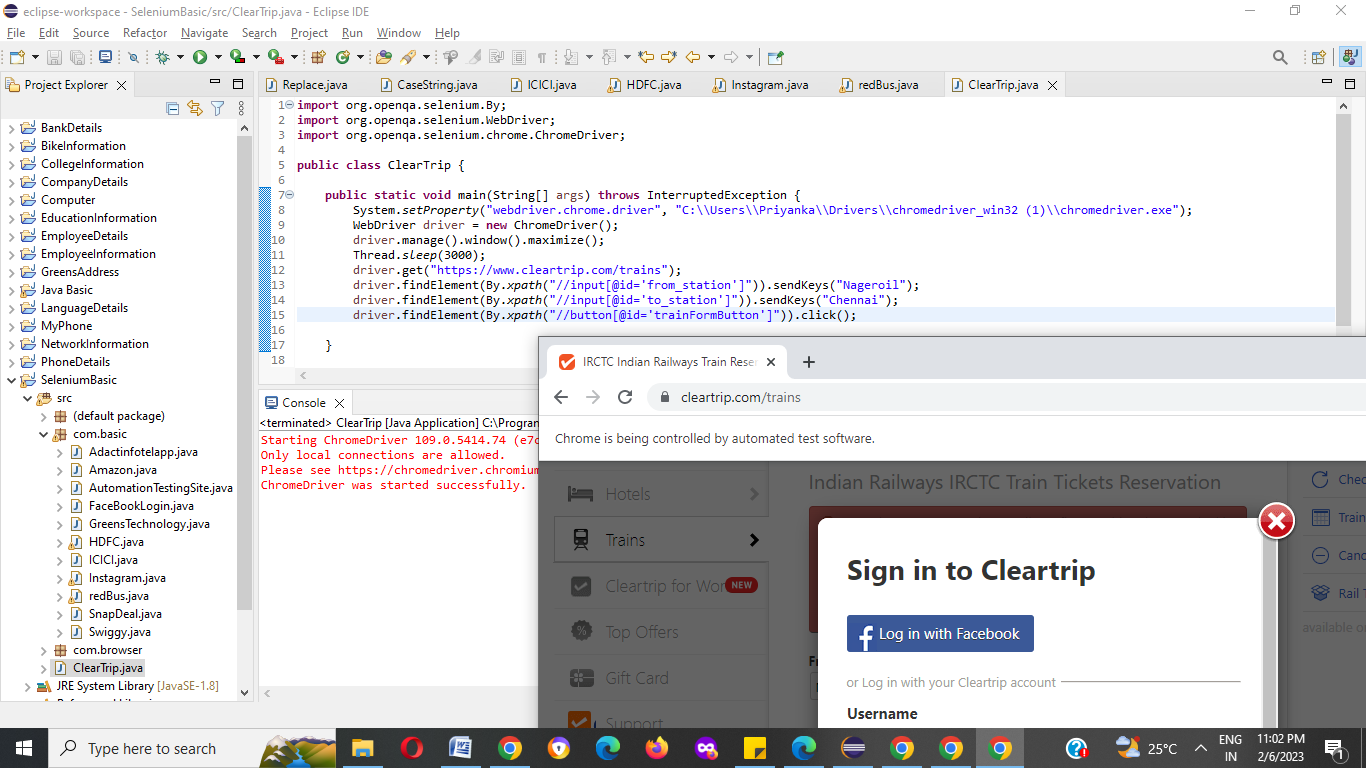 eclipse-workspace - SeleniumBasic/src/ClearTrip.java - Eclipse IDE
File Edit Source Refactor Navigate Search Project Run Window Help
Project Explorer
BankDetails
BikeInformation
CollegeInformation
CompanyDetails
Computer
EducationInformation
EmployeeDetails
EmployeeInformation
GreensAddress
Java Basic
LanguageDetails
MyPhone
NetworkInformation
PhoneDetails
SeleniumBasic
src
(default package)
com.basic
Adactinfotelapp.java
Amazon.java
AutomationTestingSite.java
FaceBookLogin.java
GreensTechnology.java
HDFC.java
ICICI.java
Instagram.java
redBus.java
SnapDeal.java
Swiggy.java
com.browser
ClearTrip.java
JRE System Library [JavaSE-1.8]
Replace.java CaseString.java ICICI.java HDFC.java Instagram.java redBus.java ClearTrip.java
1 import org.openqa.selenium.By;
2 import org.openqa.selenium.WebDriver;
3 import org.openqa.selenium.chrome.ChromeDriver;
4
5 public class ClearTrip {
6
7 public static void main(String[] args) throws InterruptedException {
8 System.setProperty("webdriver.chrome.driver", "C:\\Users\\Priyanka\\Drivers\\chromedriver_win32 (1)\\chromedriver.exe");
9 WebDriver driver = new ChromeDriver();
10 driver.manage().window().maximize();
11 Thread.sleep(3000);
12 driver.get("https://www.cleartrip.com/trains");
13 driver.findElement(By.xpath("//input[@id='from_station']")).sendKeys("Nageroil");
14 driver.findElement(By.xpath("//input[@id='to_station']")).sendKeys("Chennai");
15 driver.findElement(By.xpath("//button[@id='trainFormButton']")).click();
16
17 }
18
Console
<terminated> ClearTrip [Java Application] C:\Program
Starting ChromeDriver 109.0.5414.74 (e7c
Only local connections are allowed.
Please see https://chromedriver.chromium
ChromeDriver was started successfully.
IRCTC Indian Railways Train Rese
cleartrip.com/trains
Chrome is being controlled by automated test software.
Hotels
Trains
Cleartrip for Wor NEW
Top Offers
Gift Card
Support
Indian Railways IRCTC Train Tickets Reservation
Sign in to Cleartrip
Log in with Facebook
or Log in with your Cleartrip account
Username
Fr
Chec
Train
Canc
Rail T
available o
Type here to search
25°C
ENG
IN
11:02 PM
2/6/2023
1